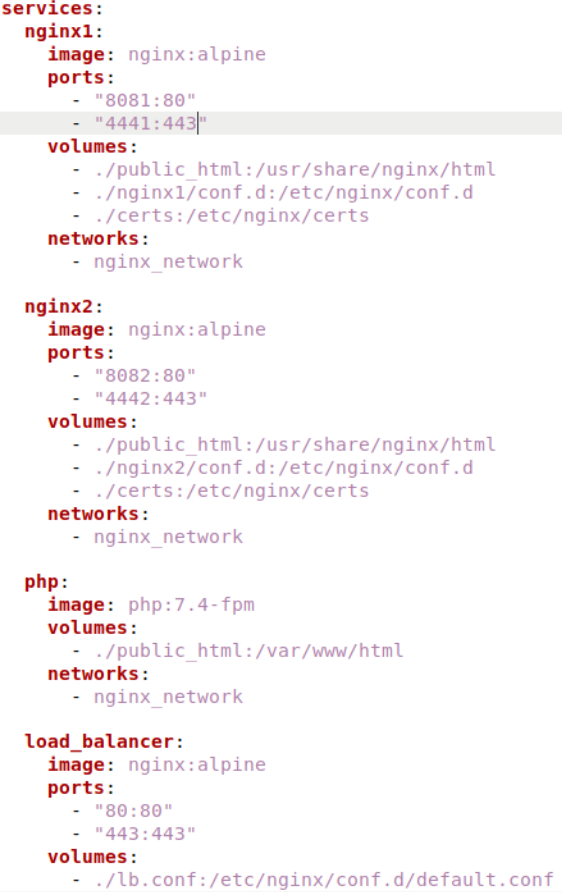 services:
  nginx1:
    image: nginx:alpine
    ports:
      - "8081:80"
      - "4441:443"
    volumes:
      - ./public_html:/usr/share/nginx/html
      - ./nginx1/conf.d:/etc/nginx/conf.d
      - ./certs:/etc/nginx/certs
    networks:
      - nginx_network

  nginx2:
    image: nginx:alpine
    ports:
      - "8082:80"
      - "4442:443"
    volumes:
      - ./public_html:/usr/share/nginx/html
      - ./nginx2/conf.d:/etc/nginx/conf.d
      - ./certs:/etc/nginx/certs
    networks:
      - nginx_network

  php:
    image: php:7.4-fpm
    volumes:
      - ./public_html:/var/www/html
    networks:
      - nginx_network

  load_balancer:
    image: nginx:alpine
    ports:
      - "80:80"
      - "443:443"
    volumes:
      - ./lb.conf:/etc/nginx/conf.d/default.conf